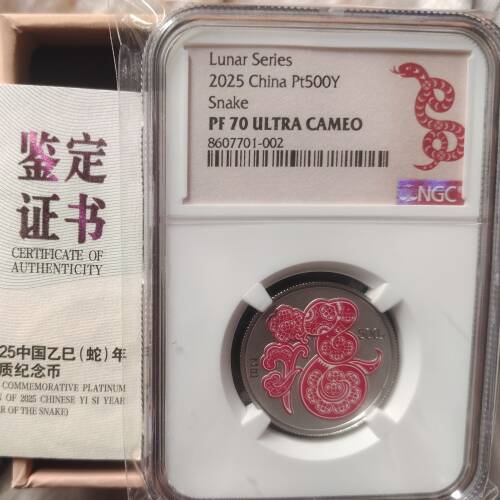 Lunar Series
2025 China Pt500Y
Snake
PF 70 ULTRA CAMEO
8607701-002
NGC
鉴定
证书
CERTIFICATE OF
AUTHENTICITY
25中国乙巳(蛇)年
质纪念币
COMMEMORATIVE PLATINUM
N OF 2025 CHINESE YI SI YEAR
AR OF THE SNAKE)